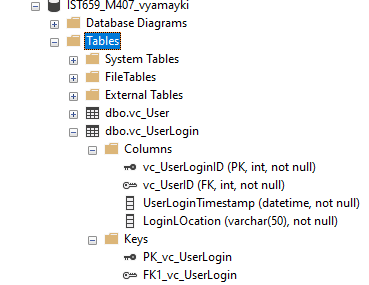 IST659_M407_vyamayki
Database Diagrams
Tables
System Tables
FileTables
External Tables
dbo.vc_User
dbo.vc_UserLogin
Columns
vc_UserLoginID (PK, int, not null)
vc_UserID (FK, int, not null)
UserLoginTimestamp (datetime, not null)
LoginLOcation (varchar(50), not null)
Keys
PK_vc_UserLogin
FK1_vc_UserLogin